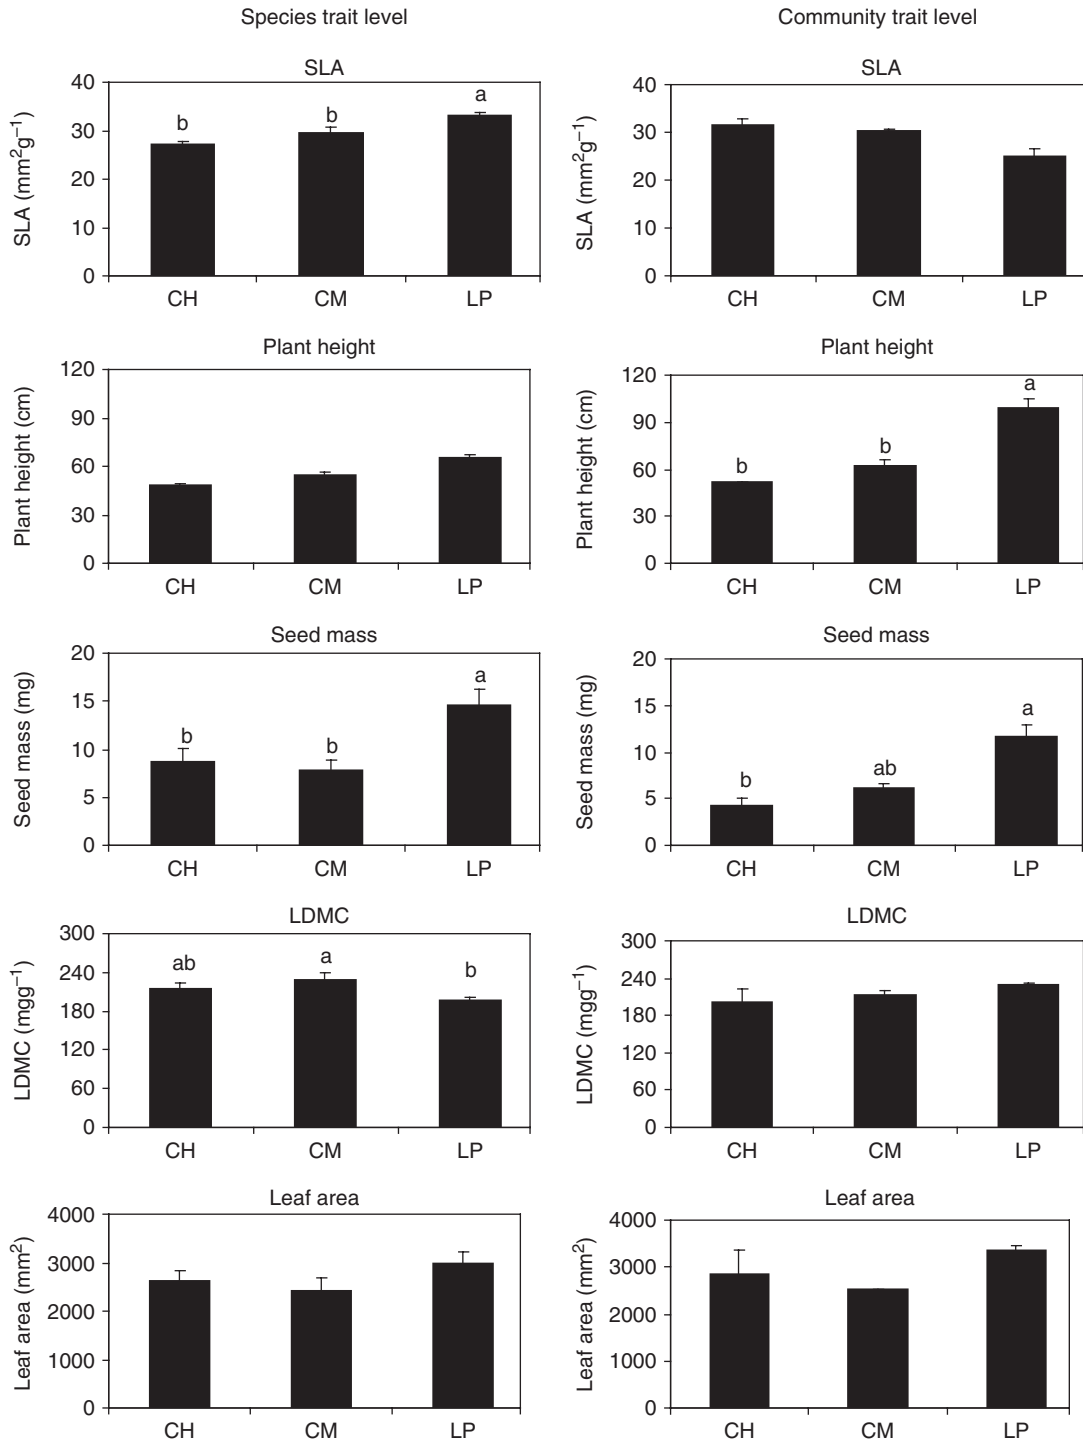 Species trait level
Community trait level
SLA
SLA (mm²g⁻¹)
40
30
20
10
0
b
b
a
CH CM LP
SLA
SLA (mm²g⁻¹)
40
30
20
10
0
CH CM LP
Plant height
Plant height (cm)
120
90
60
30
0
CH CM LP
Plant height
Plant height (cm)
120
90
60
30
0
b
b
a
CH CM LP
Seed mass
Seed mass (mg)
20
15
10
5
0
b
b
a
CH CM LP
Seed mass
Seed mass (mg)
20
15
10
5
0
b
ab
a
CH CM LP
LDMC
LDMC (mgg⁻¹)
300
240
180
120
60
0
ab
a
b
CH CM LP
LDMC
LDMC (mgg⁻¹)
300
240
180
120
60
0
CH CM LP
Leaf area
Leaf area (mm²)
4000
3000
2000
1000
0
CH CM LP
Leaf area
Leaf area (mm²)
4000
3000
2000
1000
0
CH CM LP